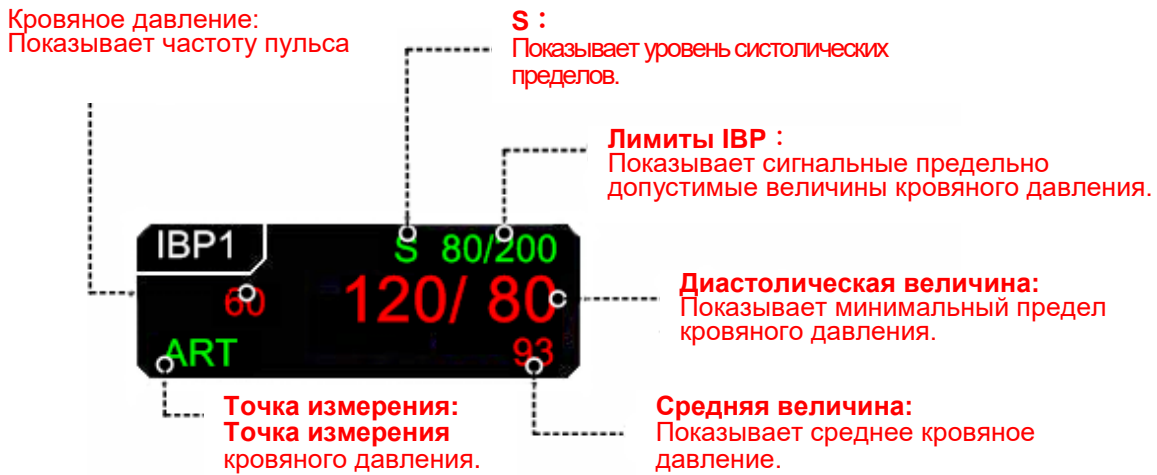 Кровяное давление:
Показывает частоту пульса
S：
Показывает уровень систолических
пределов.
Лимиты IBP：
Показывает сигнальные предельно
допустимые величины кровяного давления.
IBP1
S 80/200
60
120/ 80
ART
93
Диастолическая величина:
Показывает минимальный предел
кровяного давления.
Точка измерения:
Точка измерения
кровяного давления.
Средняя величина:
Показывает среднее кровяное
давление.